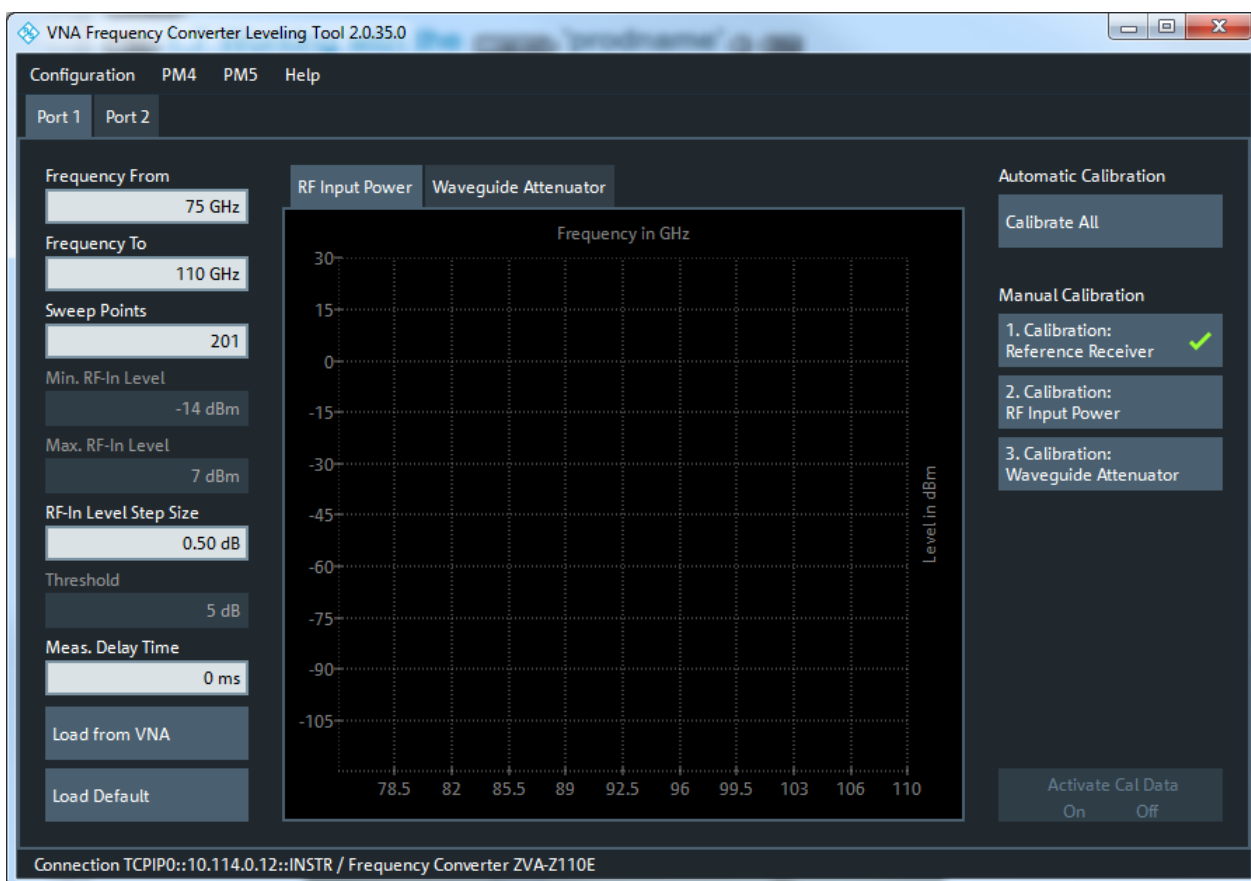 VNA Frequency Converter Leveling Tool 2.0.35.0
Configuration PM4 PM5 Help
Port 1 Port 2
Frequency From
75 GHz
Frequency To
110 GHz
Sweep Points
201
Min. RF-In Level
-14 dBm
Max. RF-In Level
7 dBm
RF-In Level Step Size
0.50 dB
Threshold
5 dB
Meas. Delay Time
0 ms
Load from VNA
Load Default
RF Input Power Waveguide Attenuator
Frequency in GHz
30
15
0
-15
-30
-45
-60
-75
-90
-105
78.5 82 85.5 89 92.5 96 99.5 103 106 110
Level in dBm
Automatic Calibration
Calibrate All
Manual Calibration
1. Calibration:
Reference Receiver
2. Calibration:
RF Input Power
3. Calibration:
Waveguide Attenuator
Activate Cal Data
On Off
Connection TCPIP0::10.114.0.12::INSTR / Frequency Converter ZVA-Z110E